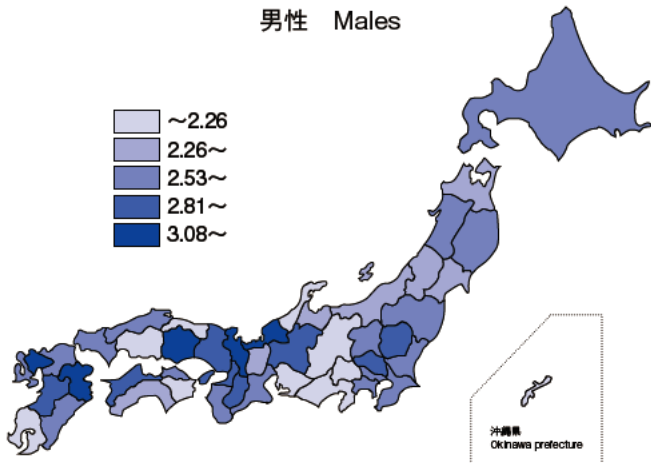 男性 Males
～2.26
2.26～
2.53～
2.81～
3.08～
沖縄県
Okinawa prefecture